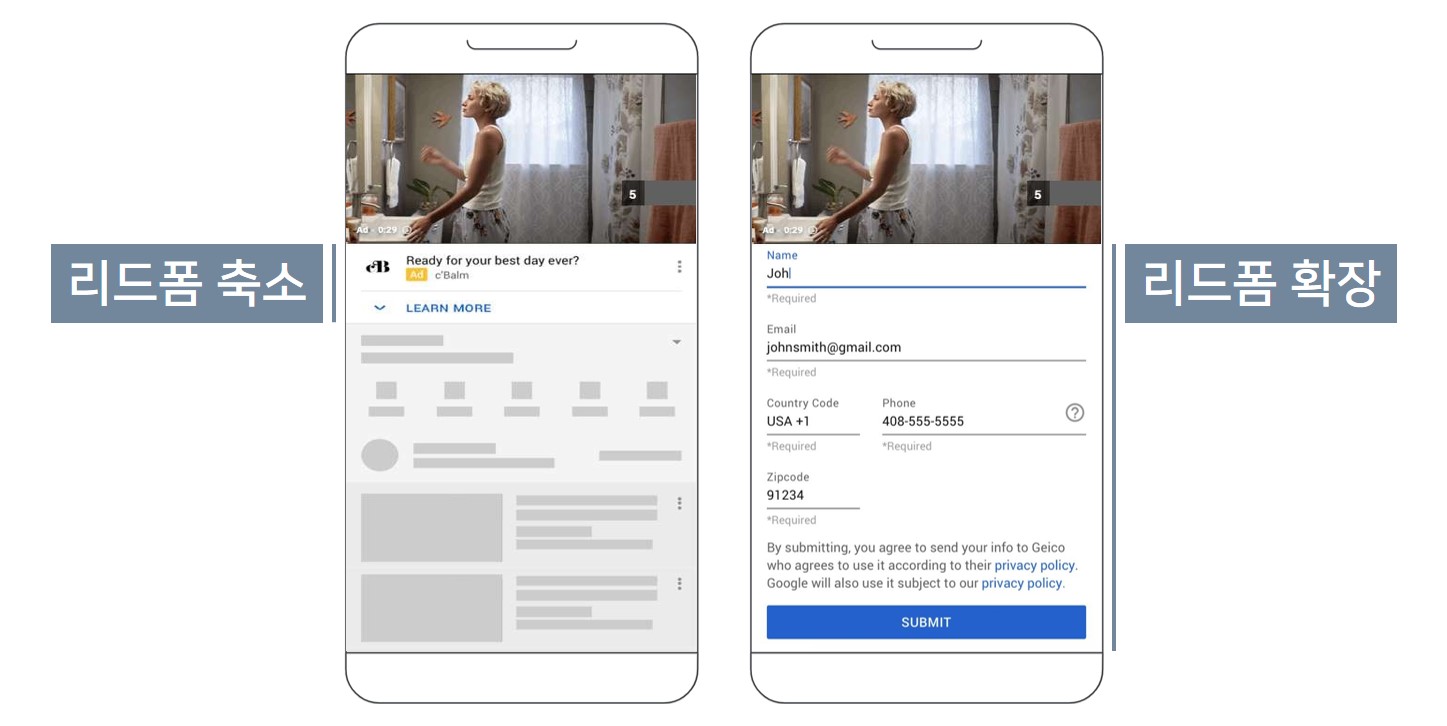 리드폼 축소
5
Ad · 0:29
cB
Ready for your best day ever?
Ad c'Balm
LEARN MORE
5
Ad · 0:29
Name
Joh
*Required
Email
johnsmith@gmail.com
*Required
Country Code Phone
USA +1 408-555-5555
*Required *Required
Zipcode
91234
*Required
By submitting, you agree to send your info to Geico
who agrees to use it according to their privacy policy.
Google will also use it subject to our privacy policy.
SUBMIT
리드폼 확장